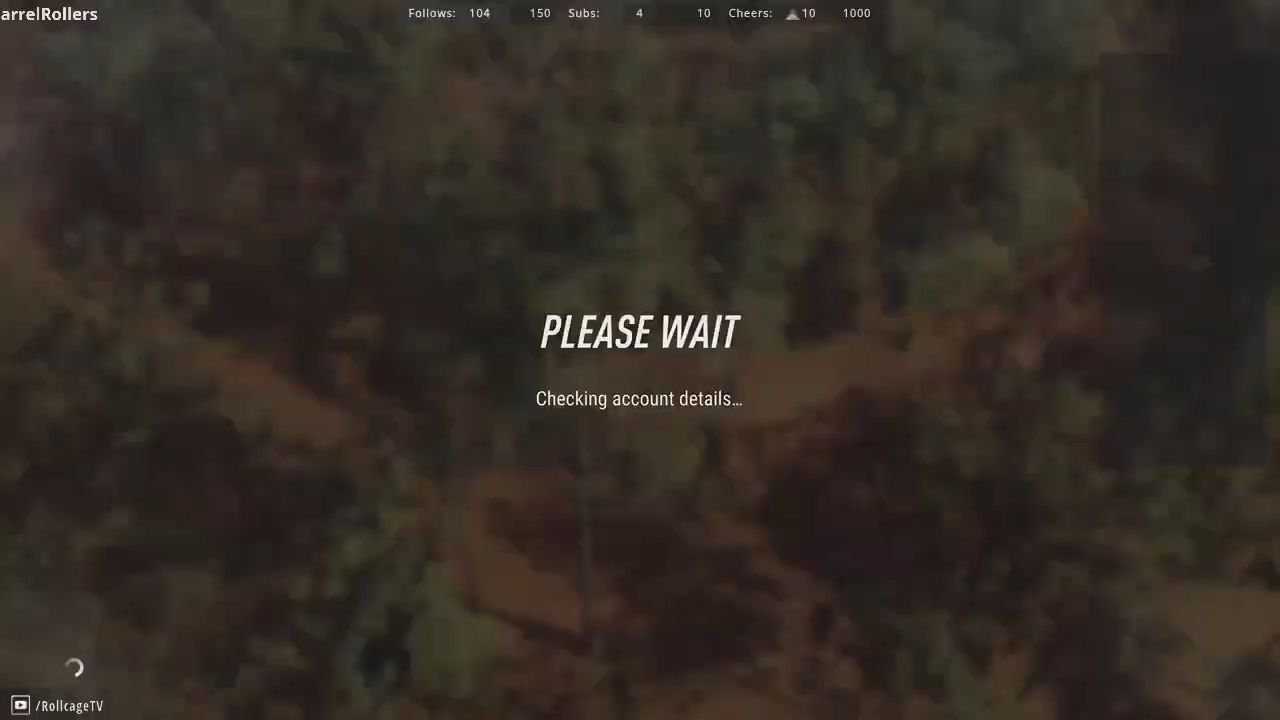 arrelRollers
Follows: 104 150 Subs: 4 10 Cheers: 10 1000
PLEASE WAIT
Checking account details...
/RollcageTV